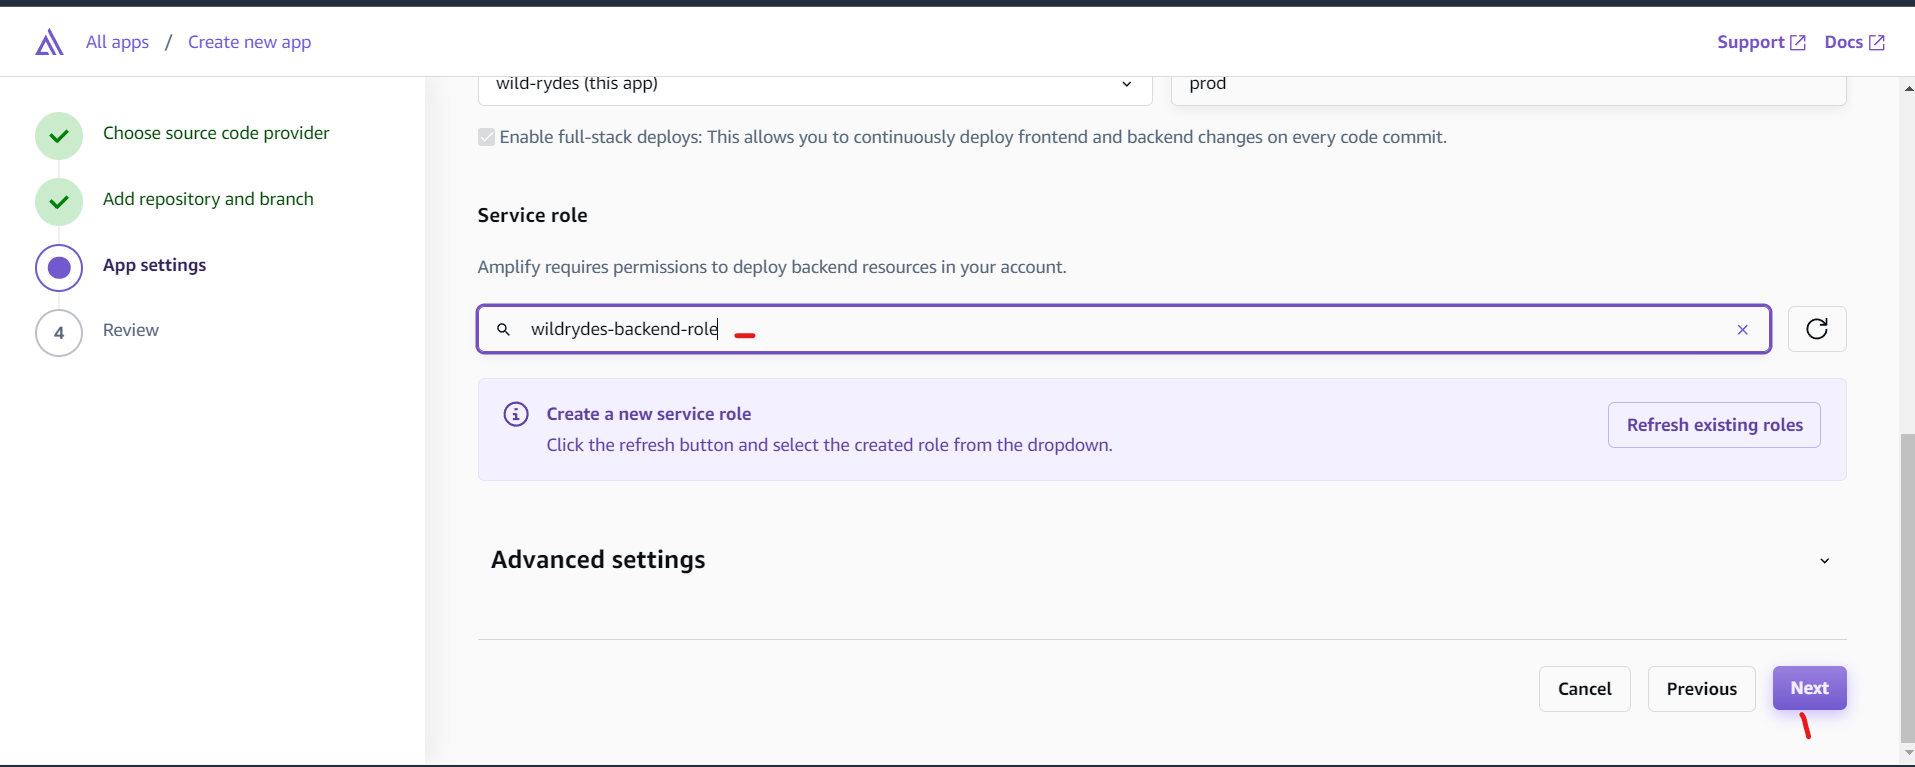 All apps / Create new app
Support Docs
wild-rydes (this app) prod
Enable full-stack deploys: This allows you to continuously deploy frontend and backend changes on every code commit.
Choose source code provider
Add repository and branch
App settings
4 Review
Service role
Amplify requires permissions to deploy backend resources in your account.
wildrydes-backend-role
Create a new service role
Click the refresh button and select the created role from the dropdown.
Refresh existing roles
Advanced settings
Cancel Previous Next